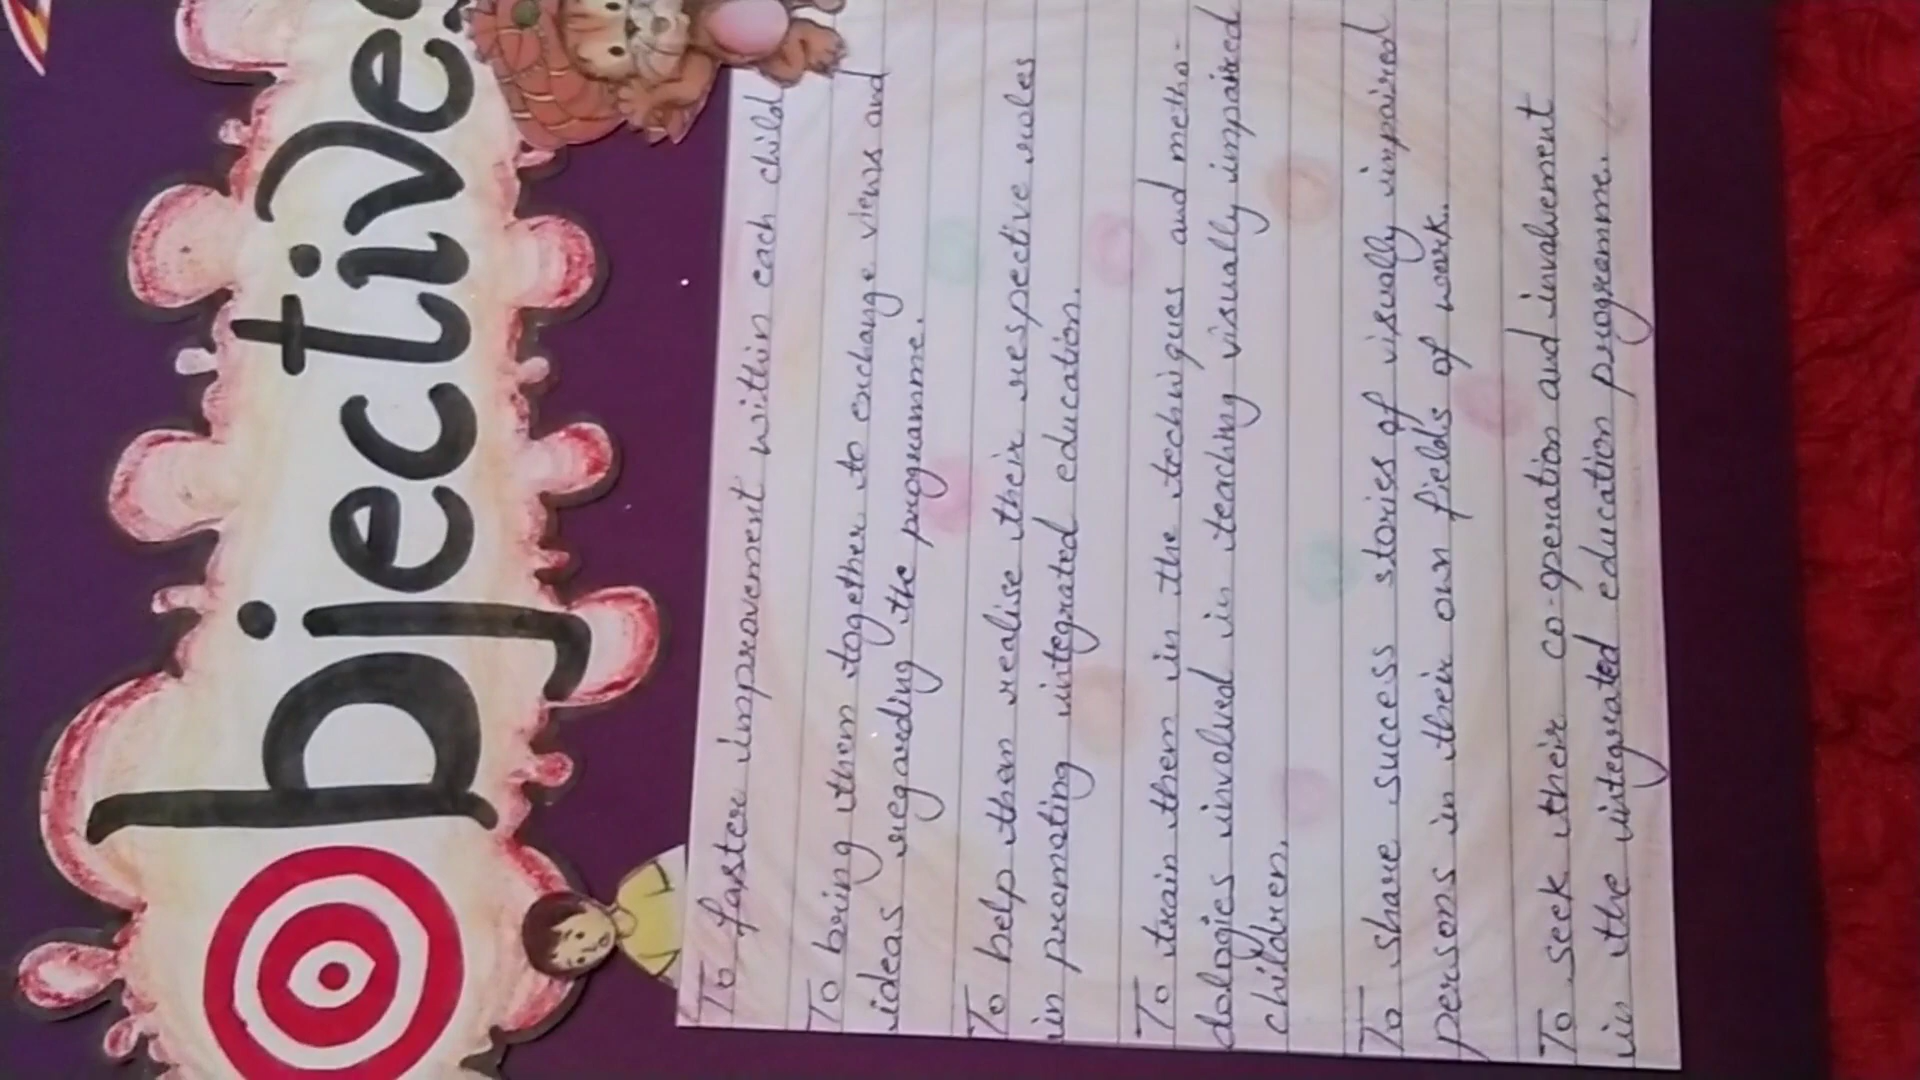 Objectives
To foster improvement within each child
To bring them together to exchange views and
ideas regarding the programme.
To help them realise their respective roles
in promoting integrated education.
To train them in the techniques and metho-
dologies involved in teaching visually impaired
children.
To share success stories of visually impaired
persons in their own fields of work.
To seek their co-operation and involvement
in the integrated education programme.